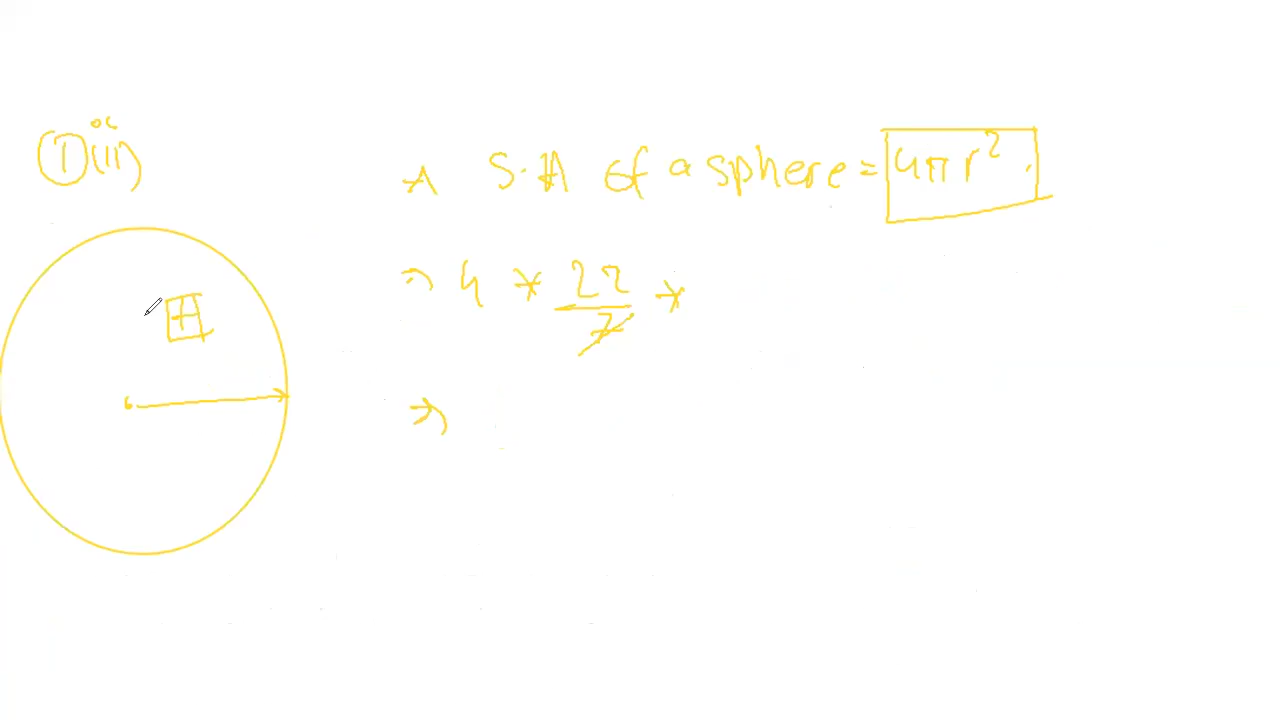 ① (ii)
S.A of a sphere = 4πr²
⇒ 4 * 22/7 *
⇒